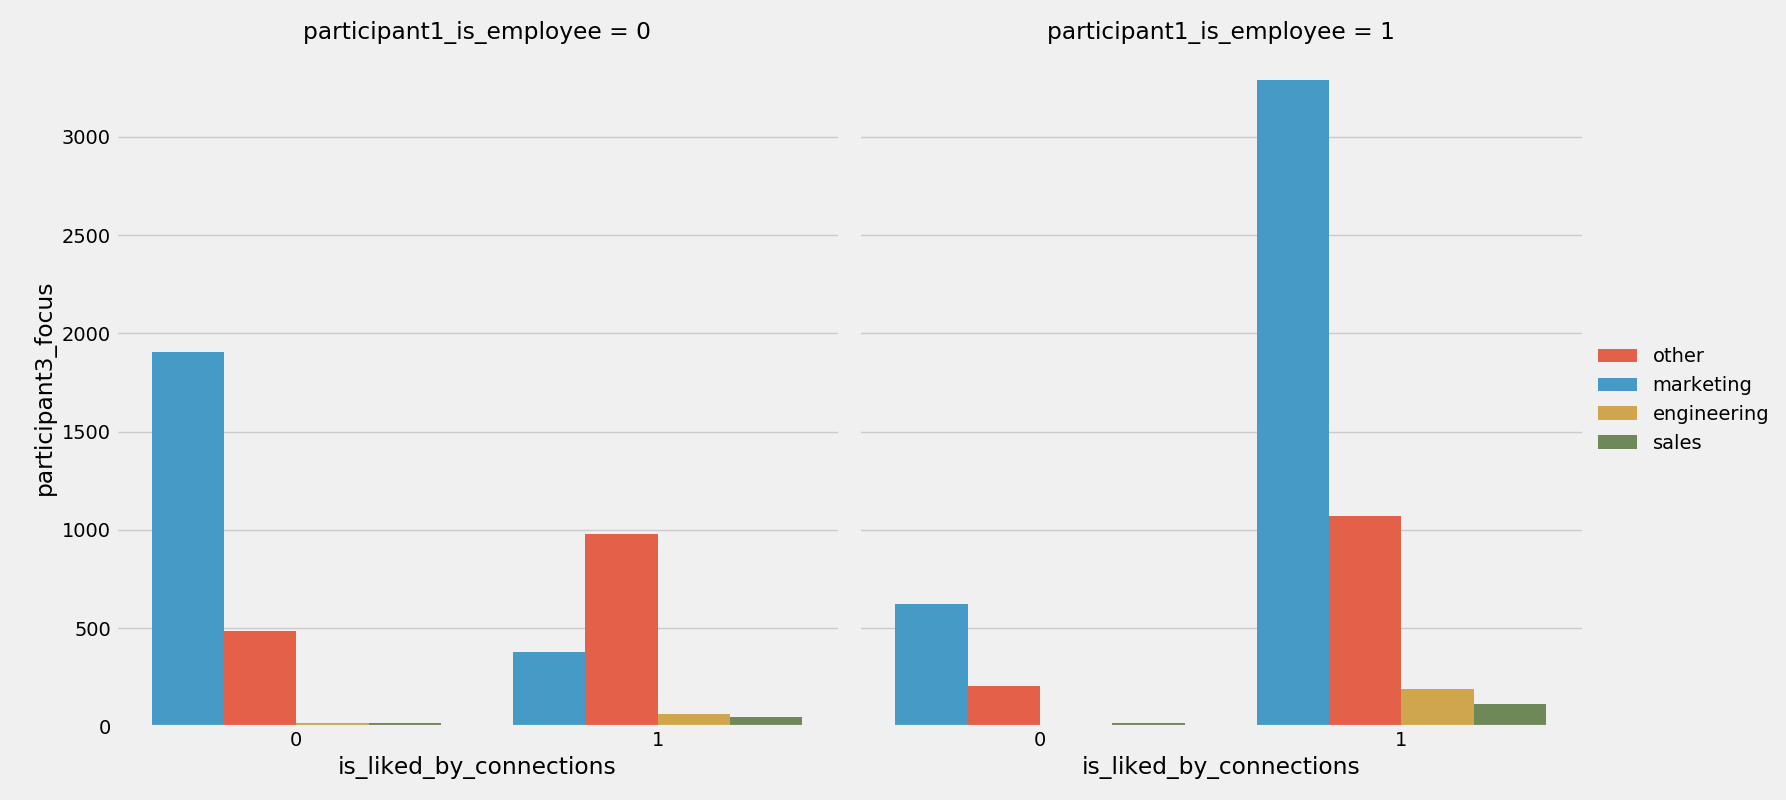 participant1_is_employee = 0
participant1_is_employee = 1
participant3_focus
3000
2500
2000
1500
1000
500
0
0
1
0
1
is_liked_by_connections
is_liked_by_connections
other
marketing
engineering
sales